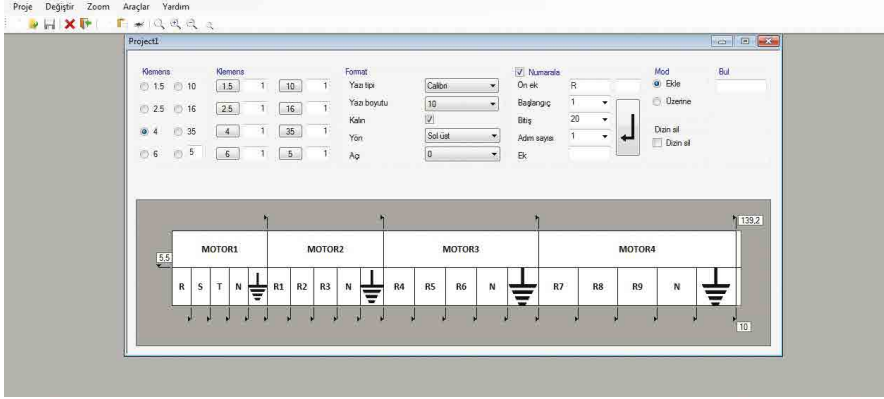 Proje Değiştir Zoom Araçlar Yardım
Project1
Klemens Klemens Format Numarala Mod Bul
1.5 10 1.5 1 10 1 Yazı tipi Calibri Ön ek R Ekle
2.5 16 2.5 1 16 1 Yazı boyutu 10 Başlangıç 1 Üzerine
4 35 4 1 35 1 Kalın Bitiş 20 Dizin sil
6 5 6 1 5 1 Yön Sol üst Adım sayısı 1 Dizin sil
Açı 0 Ek
139,2
MOTOR1 MOTOR2 MOTOR3 MOTOR4
5,5
R S T N R1 R2 R3 N R4 R5 R6 N R7 R8 R9 N
10